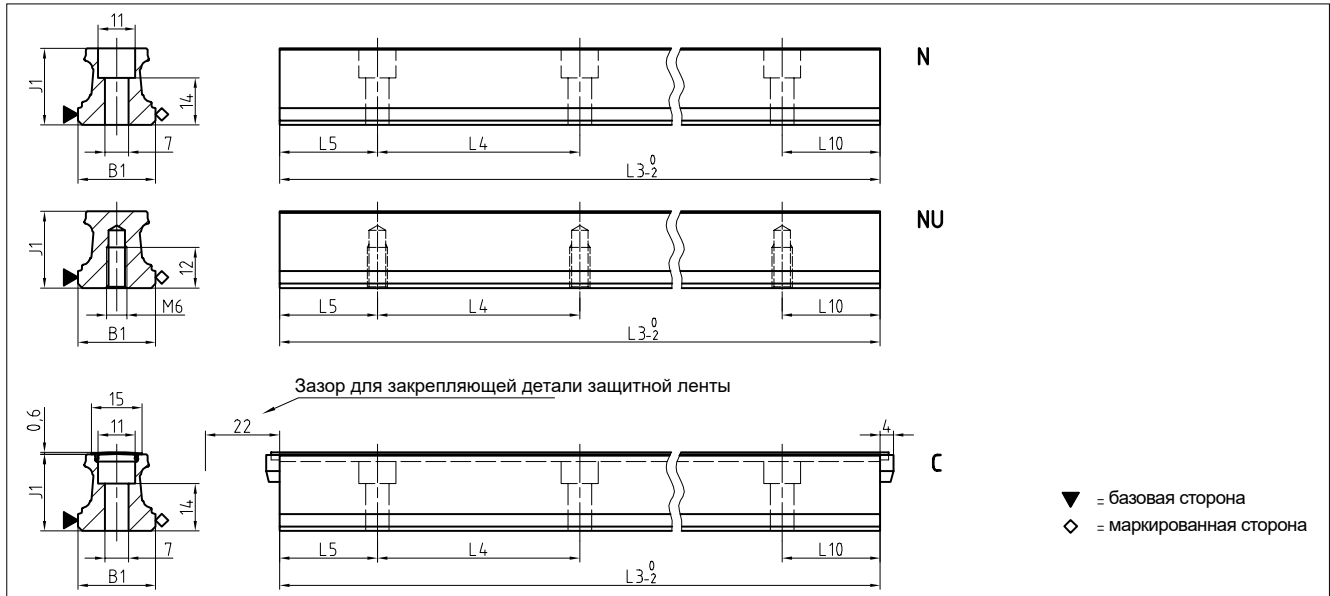 11
N
J1
14
7
B1
L5
L4
L10
L3-2 0
NU
J1
12
M6
B1
L5
L4
L10
L3-2 0
Зазор для закрепляющей детали защитной ленты
15
0,6
11
22
4
C
J1
14
7
B1
L5
L4
L10
L3-2 0
▼ = базовая сторона
◇ = маркированная сторона